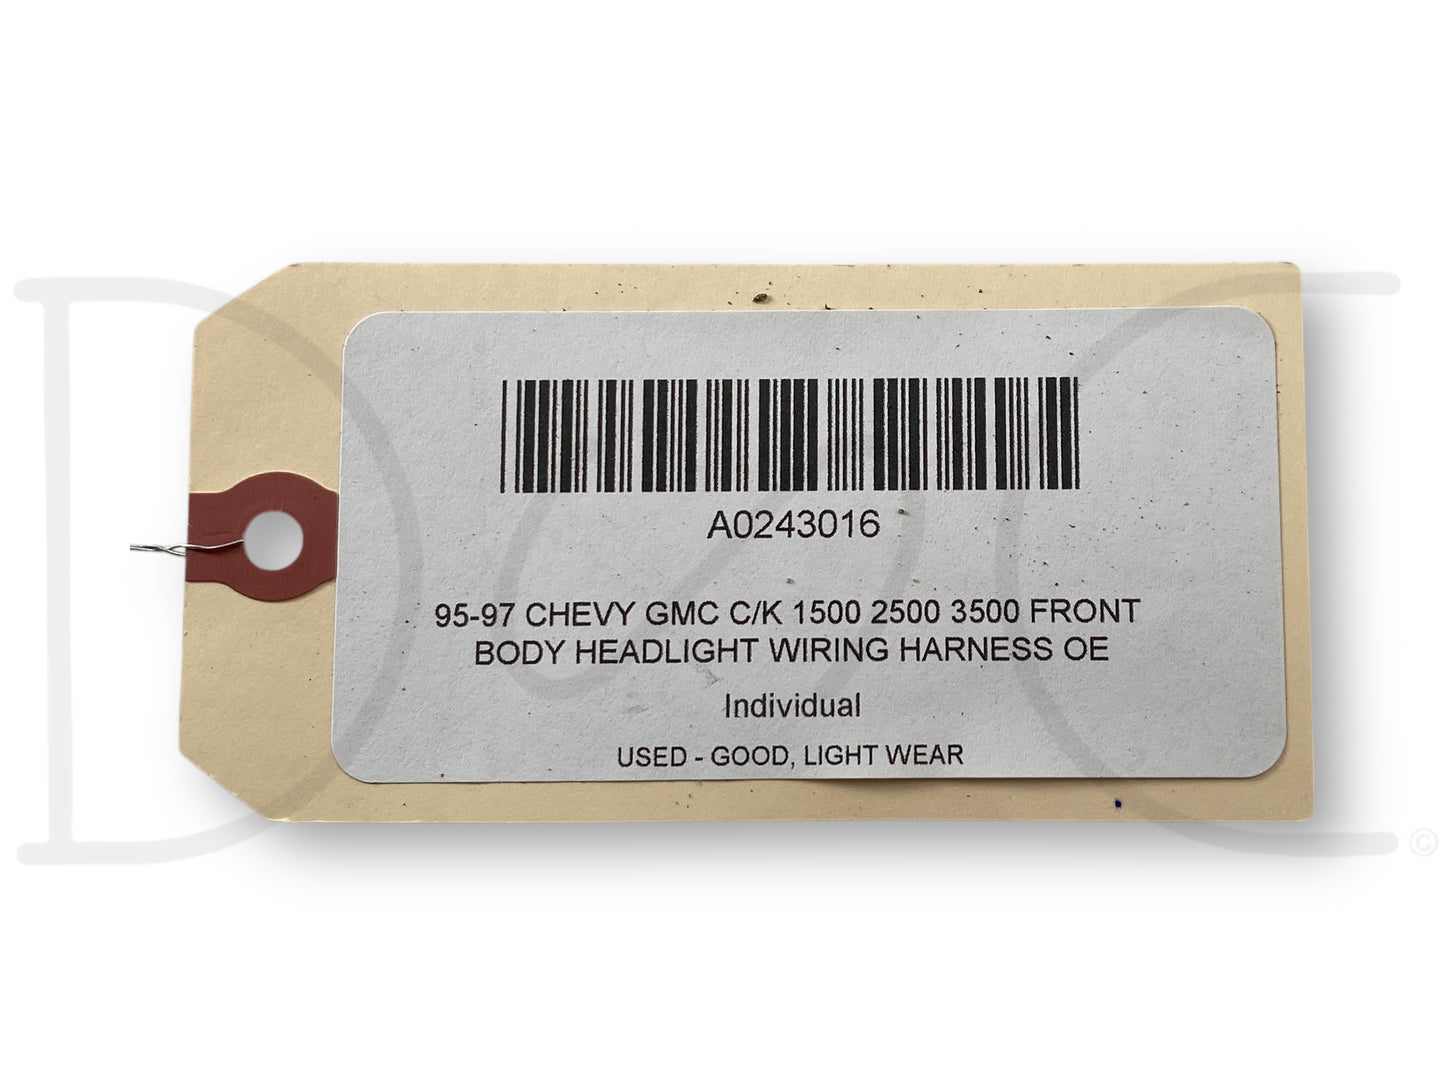 A0243016
95-97 CHEVY GMC C/K 1500 2500 3500 FRONT
BODY HEADLIGHT WIRING HARNESS OE
Individual
USED - GOOD, LIGHT WEAR
©